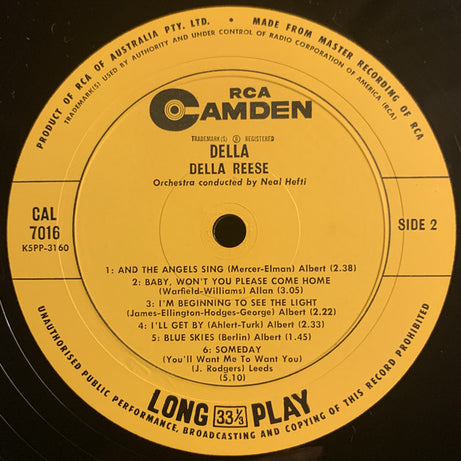 PRODUCT OF RCA OF AUSTRALIA PTY. LTD. • MADE FROM MASTER RECORDING OF RCA
TRADEMARK(S) USED BY AUTHORITY AND UNDER CONTROL OF RADIO CORPORATION OF AMERICA (RCA)
RCA
CAMDEN
TRADEMARK(S) ® REGISTERED
DELLA
DELLA REESE
Orchestra conducted by Neal Hefti
CAL
7016
K5PP-3160
SIDE 2
1: AND THE ANGELS SING (Mercer-Elman) Albert (2.38)
2: BABY, WON'T YOU PLEASE COME HOME
(Warfield-Williams) Allan (3.05)
3: I'M BEGINNING TO SEE THE LIGHT
(James-Ellington-Hodges-George) Albert (2.22)
4: I'LL GET BY (Ahlert-Turk) Albert (2.33)
5: BLUE SKIES (Berlin) Albert (1.45)
6: SOMEDAY
(You'll Want Me To Want You)
(J. Rodgers) Leeds
(5.10)
LONG 33⅓ PLAY
UNAUTHORISED PUBLIC PERFORMANCE, BROADCASTING AND COPYING OF THIS RECORD PROHIBITED